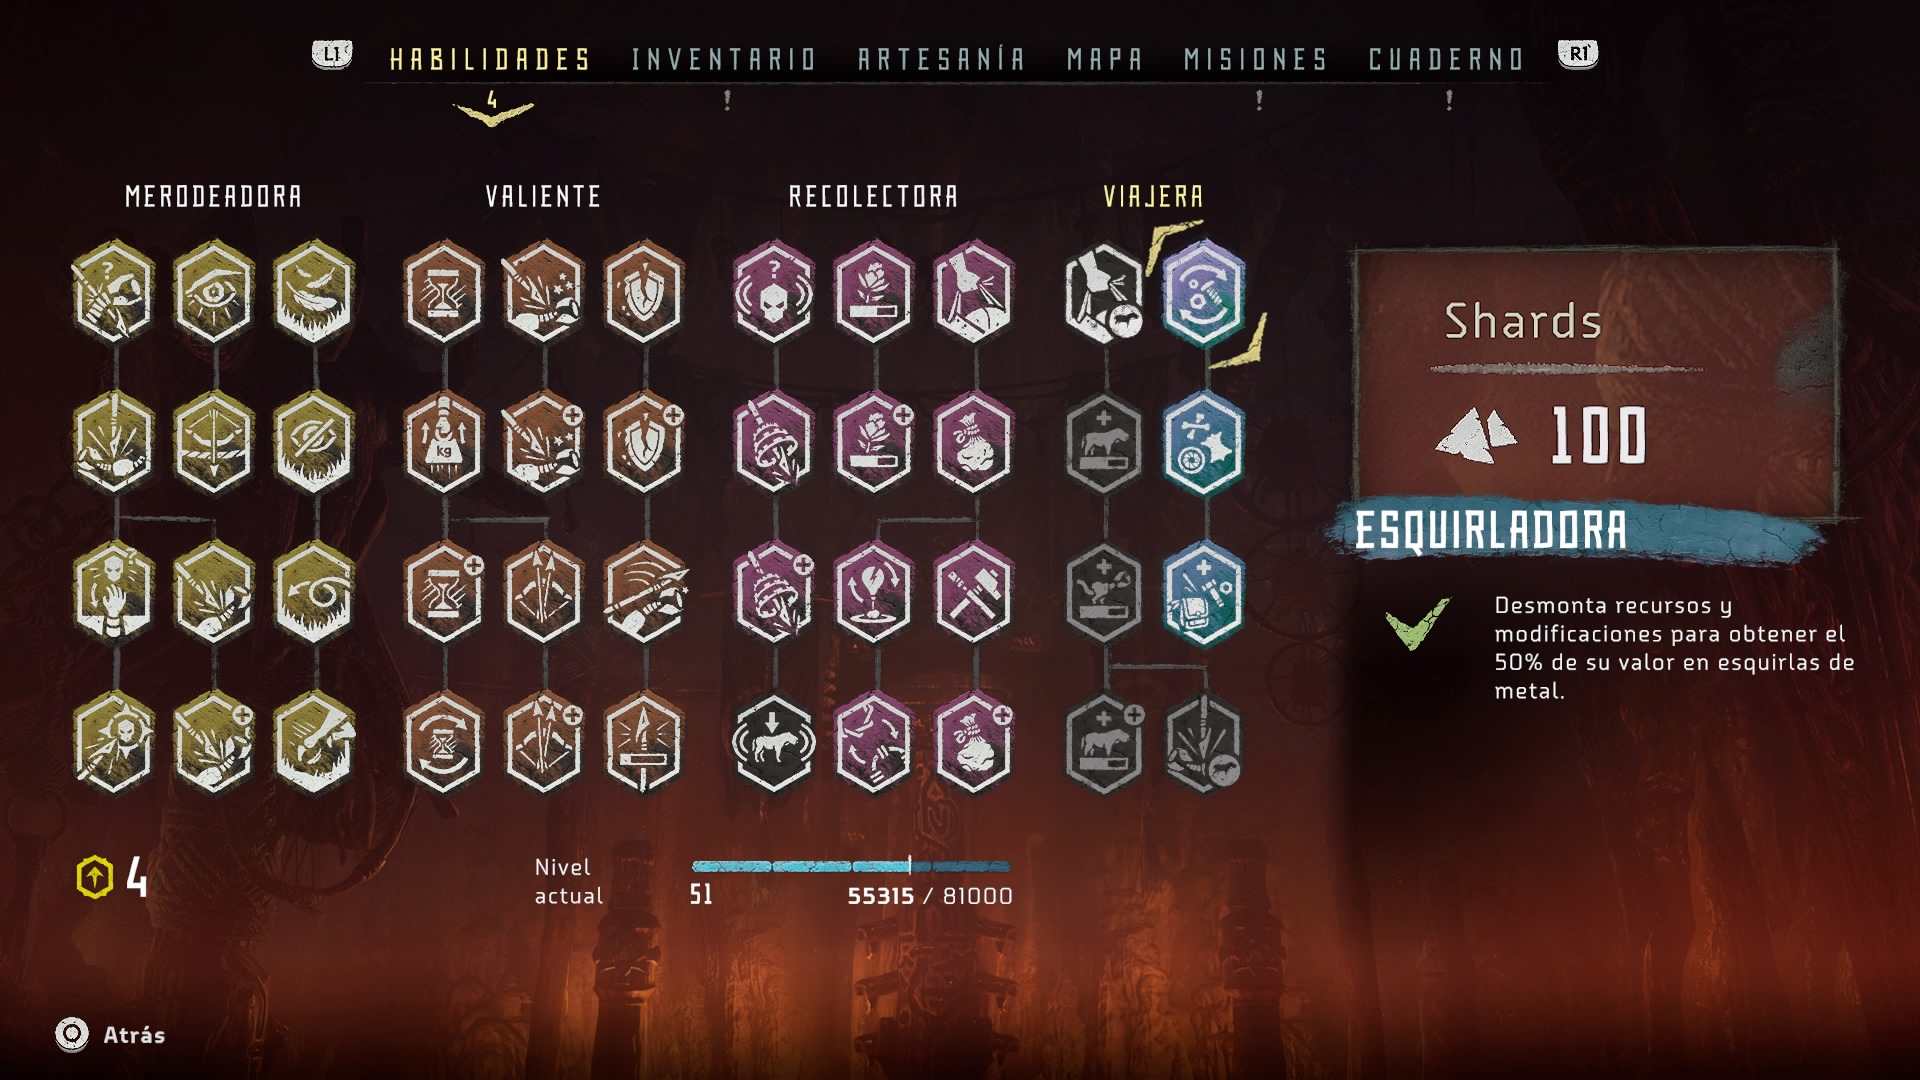 L1 HABILIDADES INVENTARIO ARTESANÍA MAPA MISIONES CUADERNO R1
4 ! ! !
MERODEADORA VALIENTE RECOLECTORA VIAJERA
? ?
Shards
100
kg
ESQUIRLADORA
Desmonta recursos y
modificaciones para obtener el
50% de su valor en esquirlas de
metal.
4
Nivel
actual
51 55315 / 81000
Atrás